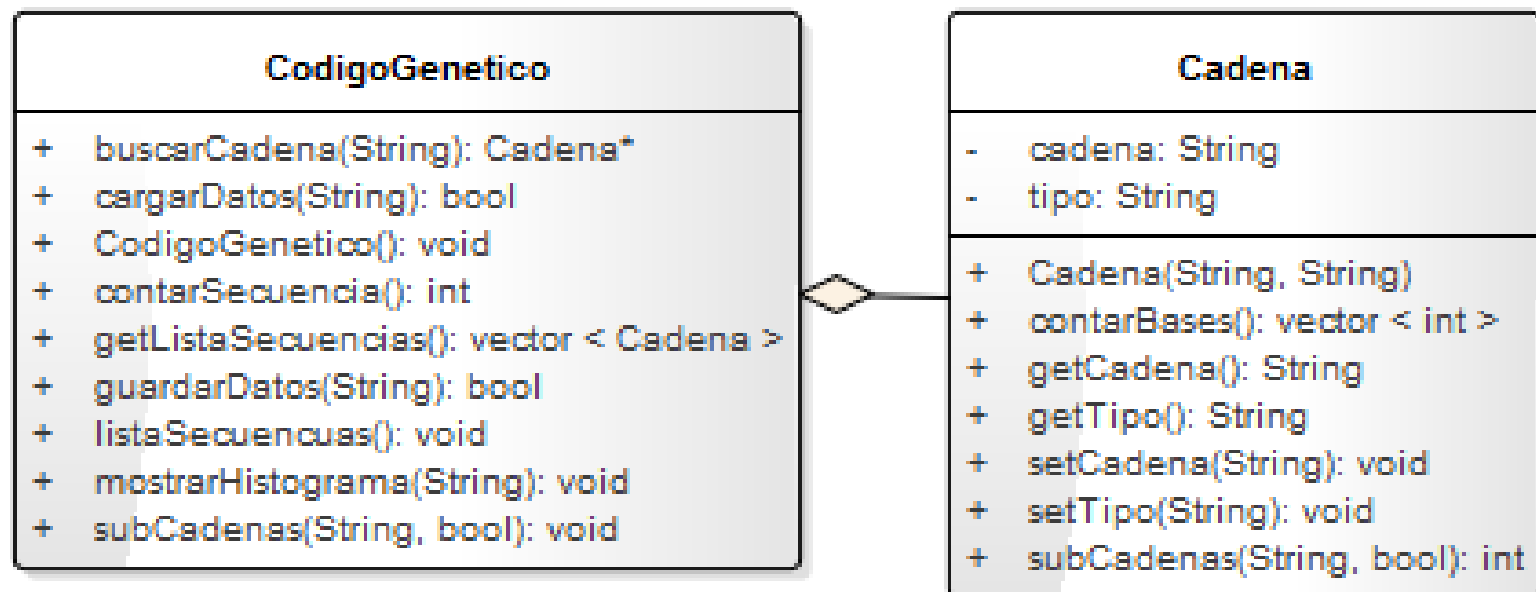 CodigoGenetico
+ buscarCadena(String): Cadena*
+ cargarDatos(String): bool
+ CodigoGenetico(): void
+ contarSecuencia(): int
+ getListaSecuencias(): vector < Cadena >
+ guardarDatos(String): bool
+ listaSecuencuas(): void
+ mostrarHistograma(String): void
+ subCadenas(String, bool): void
Cadena
- cadena: String
- tipo: String
+ Cadena(String, String)
+ contarBases(): vector < int >
+ getCadena(): String
+ getTipo(): String
+ setCadena(String): void
+ setTipo(String): void
+ subCadenas(String, bool): int